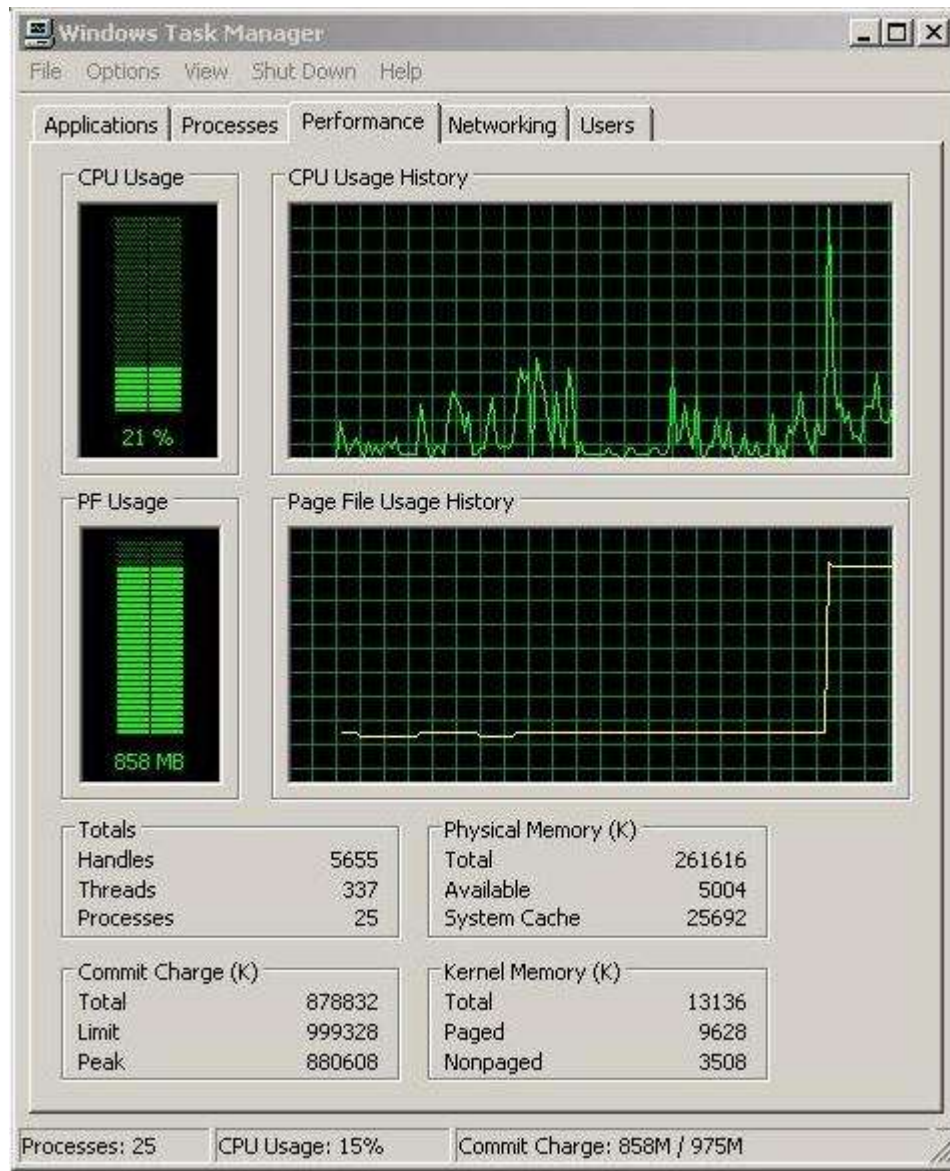 Windows Task Manager
File Options View Shut Down Help
Applications Processes Performance Networking Users
CPU Usage
CPU Usage History
21 %
PF Usage
Page File Usage History
858 MB
Totals
Handles 5655
Threads 337
Processes 25
Physical Memory (K)
Total 261616
Available 5004
System Cache 25692
Commit Charge (K)
Total 878832
Limit 999328
Peak 880608
Kernel Memory (K)
Total 13136
Paged 9628
Nonpaged 3508
Processes: 25 CPU Usage: 15% Commit Charge: 858M / 975M